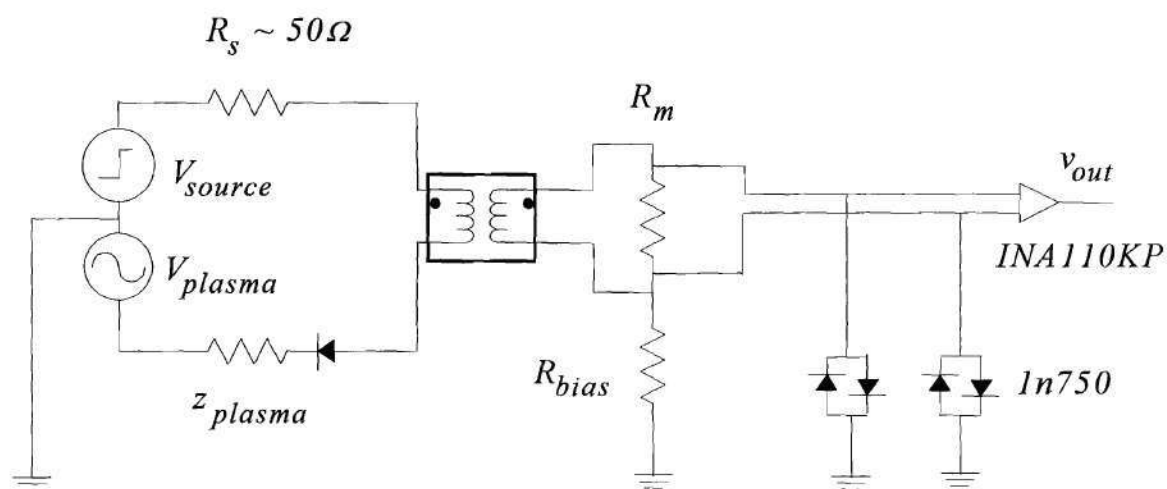 R_s ~ 50Ω
R_m
V_source
v_out
V_plasma
INA110KP
R_bias
1n750
z_plasma